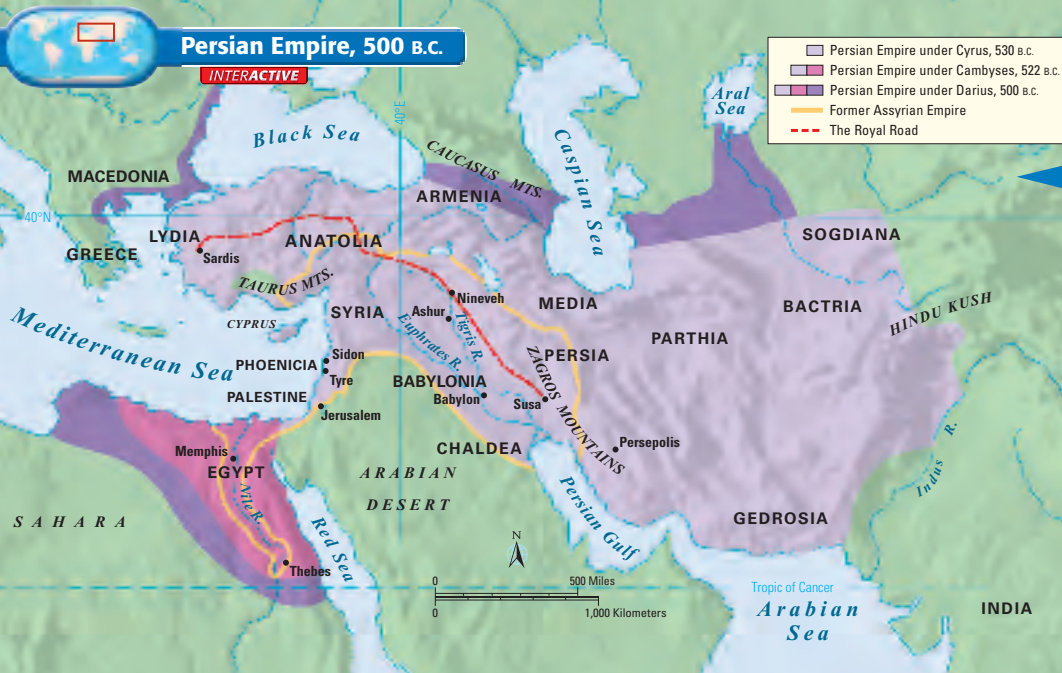 Persian Empire, 500 B.C.
INTERACTIVE
Persian Empire under Cyrus, 530 B.C.
Persian Empire under Cambyses, 522 B.C.
Persian Empire under Darius, 500 B.C.
Former Assyrian Empire
The Royal Road
Aral
Sea
Black Sea
40°E
Caspian Sea
CAUCASUS MTS.
MACEDONIA
ARMENIA
40°N
LYDIA
GREECE
Sardis
ANATOLIA
SOGDIANA
TAURUS MTS.
Nineveh
MEDIA
BACTRIA
HINDU KUSH
Mediterranean Sea
CYPRUS
SYRIA
Ashur
Tigris R.
Euphrates R.
PARTHIA
PERSIA
ZAGROS MOUNTAINS
Sidon
PHOENICIA
Tyre
BABYLONIA
Babylon
Susa
PALESTINE
Jerusalem
Memphis
EGYPT
CHALDEA
Persepolis
ARABIAN
DESERT
Nile R.
Persian Gulf
Indus R.
SAHARA
Red Sea
GEDROSIA
N
Thebes
0 500 Miles
0 1,000 Kilometers
Tropic of Cancer
Arabian
Sea
INDIA